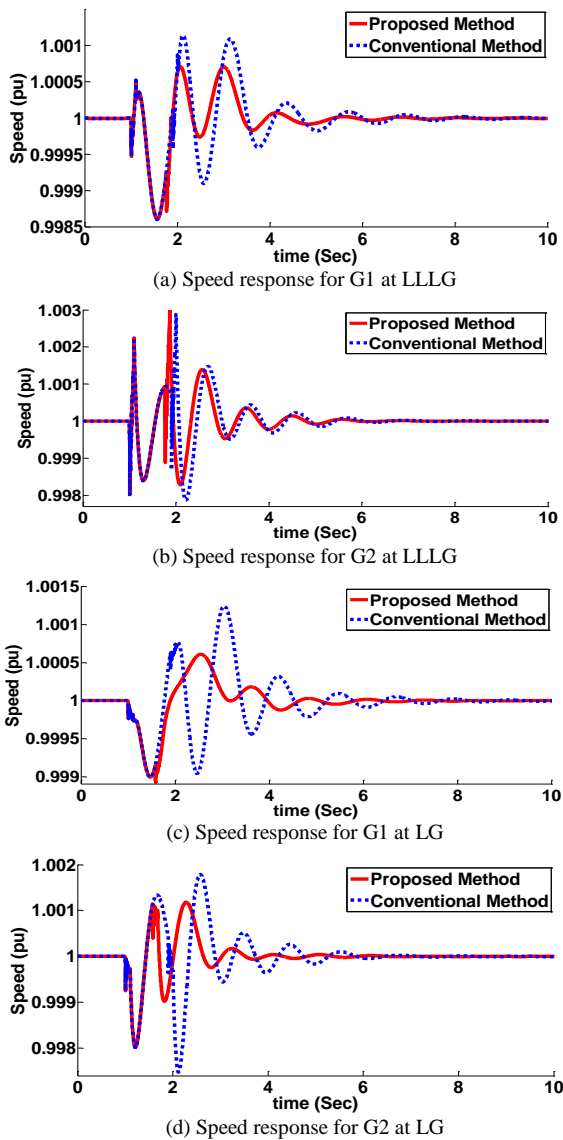 1.001
1.0005
1
0.9995
0.999
0.9985
Speed (pu)
Proposed Method
Conventional Method
0 2 4 6 8 10
time (Sec)
(a) Speed response for G1 at LLLG
1.003
1.002
1.001
1
0.999
0.998
Speed (pu)
Proposed Method
Conventional Method
0 2 4 6 8 10
time (Sec)
(b) Speed response for G2 at LLLG
1.0015
1.001
1.0005
1
0.9995
0.999
Speed (pu)
Proposed Method
Conventional Method
0 2 4 6 8 10
time (Sec)
(c) Speed response for G1 at LG
1.002
1.001
1
0.999
0.998
Speed (pu)
Proposed Method
Conventional Method
0 2 4 6 8 10
time (Sec)
(d) Speed response for G2 at LG